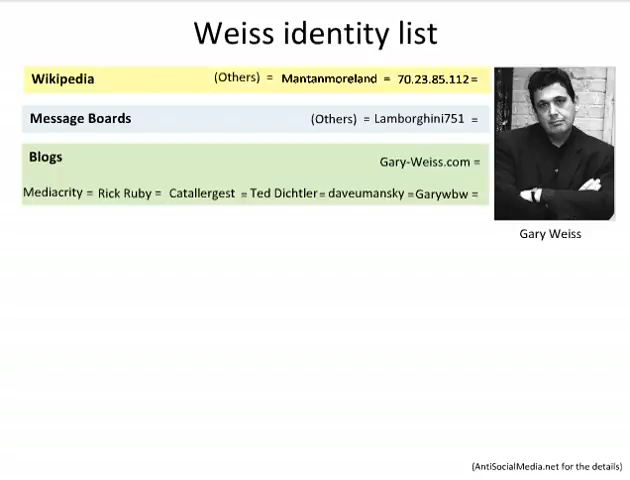 Weiss identity list
Wikipedia (Others) = Mantanmoreland = 70.23.85.112=
Message Boards (Others) = Lamborghini751 =
Blogs
Gary-Weiss.com =
Mediacrity = Rick Ruby = Catallergest = Ted Dichtler= daveumansky =Garywbw =
Gary Weiss
(AntiSocialMedia.net for the details)